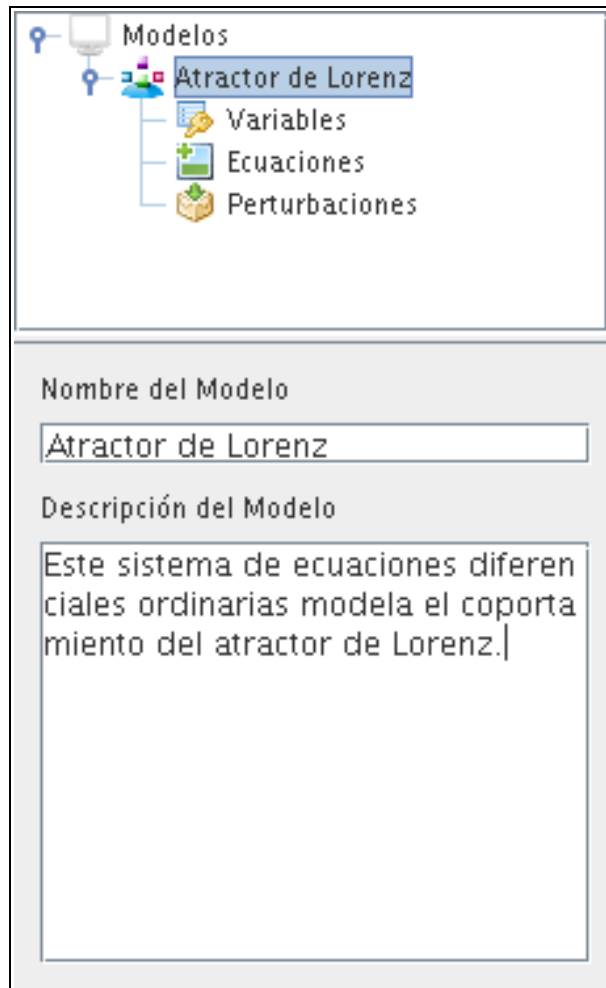 Modelos
Atractor de Lorenz
Variables
Ecuaciones
Perturbaciones
Nombre del Modelo
Atractor de Lorenz
Descripción del Modelo
Este sistema de ecuaciones diferen
ciales ordinarias modela el coporta
miento del atractor de Lorenz.